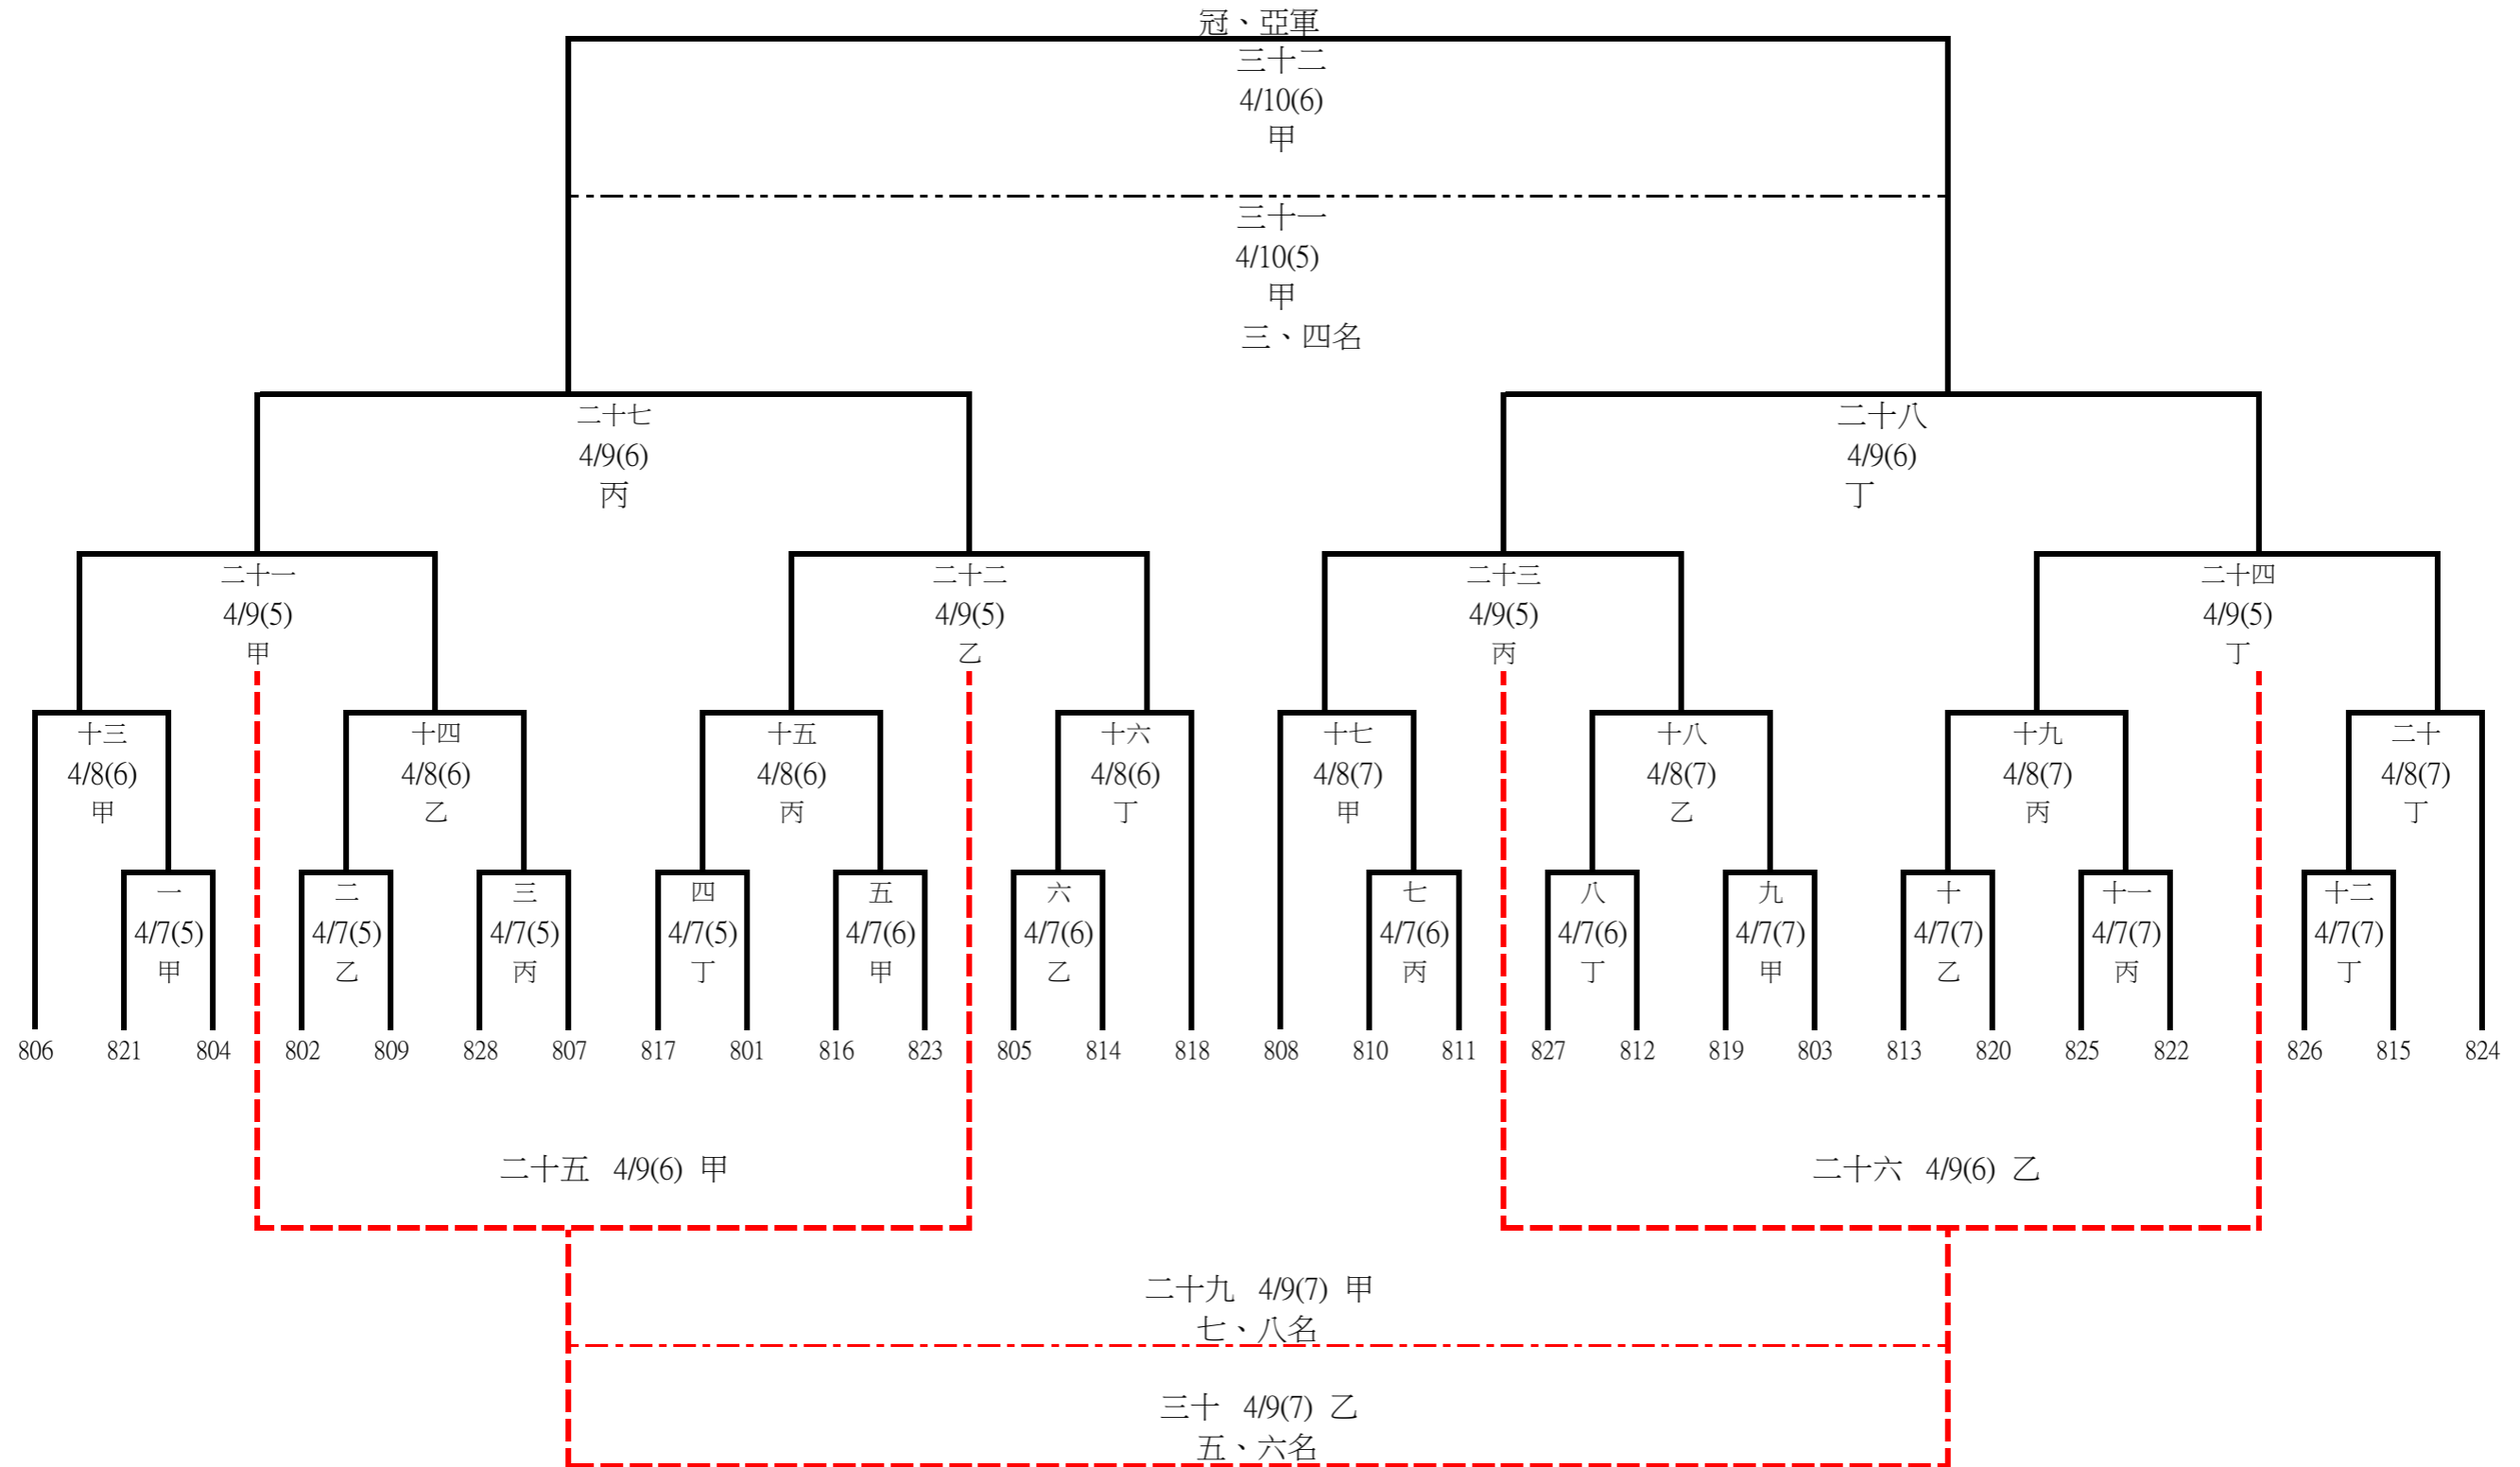 冠、亞軍
三十二
4/10(6)
甲
三十一
4/10(5)
甲
三、四名
二十七
4/9(6)
丙
二十八
4/9(6)
丁
二十一
4/9(5)
甲
二十二
4/9(5)
乙
二十三
4/9(5)
丙
二十四
4/9(5)
丁
十三
4/8(6)
甲
十四
4/8(6)
乙
十五
4/8(6)
丙
十六
4/8(6)
丁
十七
4/8(7)
甲
十八
4/8(7)
乙
十九
4/8(7)
丙
二十
4/8(7)
丁
一
4/7(5)
甲
二
4/7(5)
乙
三
4/7(5)
丙
四
4/7(5)
丁
五
4/7(6)
甲
六
4/7(6)
乙
七
4/7(6)
丙
八
4/7(6)
丁
九
4/7(7)
甲
十
4/7(7)
乙
十一
4/7(7)
丙
十二
4/7(7)
丁
806 821 804 802 809 828 807 817 801 816 823 805 814 818 808 810 811 827 812 819 803 813 820 825 822 826 815 824
二十五 4/9(6) 甲
二十六 4/9(6) 乙
二十九 4/9(7) 甲
七、八名
三十 4/9(7) 乙
五、六名